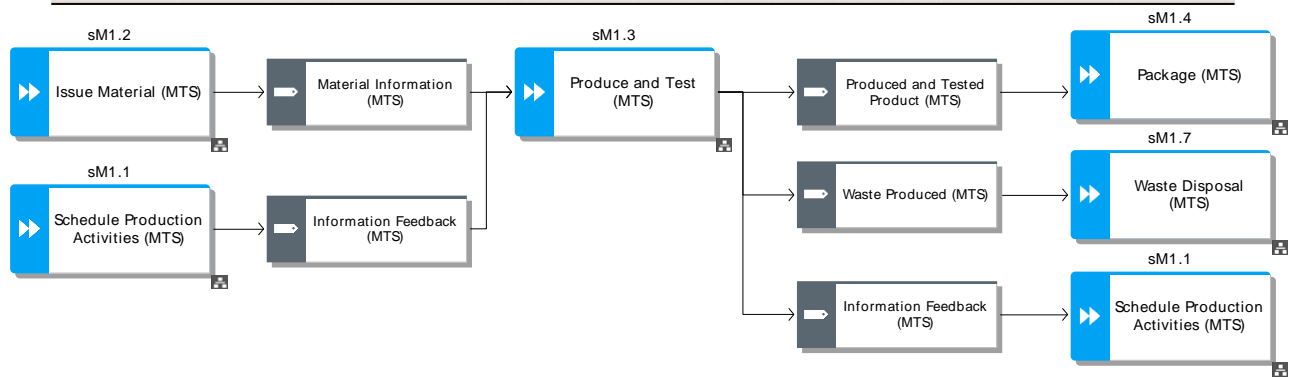 sM1.2
Issue Material (MTS)
Material Information
(MTS)
sM1.3
Produce and Test
(MTS)
Produced and Tested
Product (MTS)
sM1.4
Package (MTS)
sM1.1
Schedule Production
Activities (MTS)
Information Feedback
(MTS)
Waste Produced (MTS)
sM1.7
Waste Disposal
(MTS)
Information Feedback
(MTS)
sM1.1
Schedule Production
Activities (MTS)